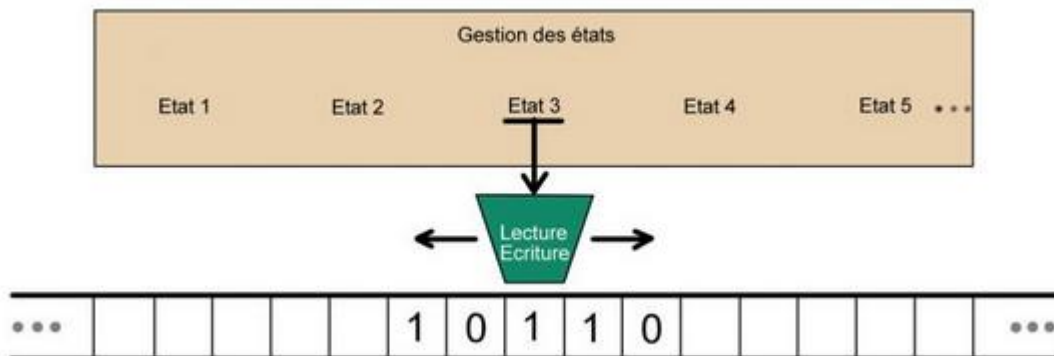 Gestion des états
Etat 1 Etat 2 Etat 3 Etat 4 Etat 5 •••
Lecture
Ecriture
••• 1 0 1 1 0 •••